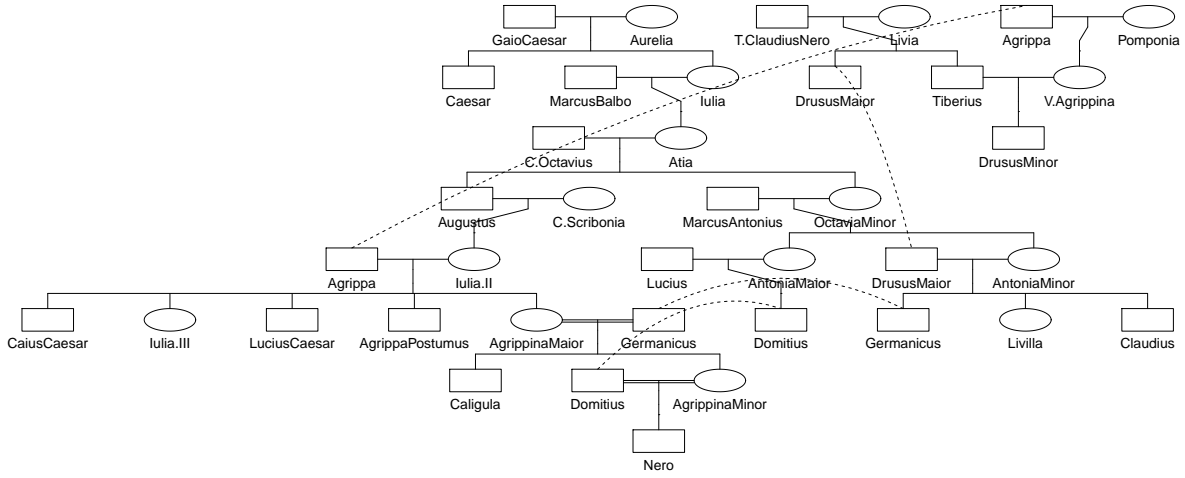 GaioCaesar Aurelia T.ClaudiusNero Livia Agrippa Pomponia
Caesar MarcusBalbo Iulia DrususMaior Tiberius V.Agrippina
C.Octavius Atia DrususMinor
Augustus C.Scribonia MarcusAntonius OctaviaMinor
Agrippa Iulia.II Lucius AntoniaMaior DrususMaior AntoniaMinor
CaiusCaesar Iulia.III LuciusCaesar AgrippaPostumus AgrippinaMaior Germanicus Domitius Germanicus Livilla Claudius
Caligula Domitius AgrippinaMinor
Nero